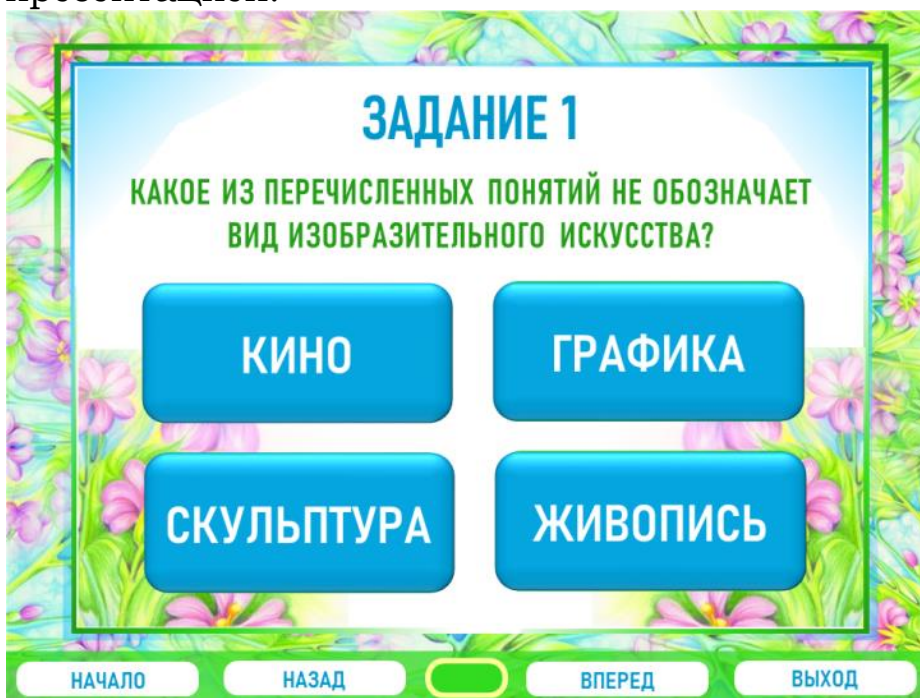 презентацией.
ЗАДАНИЕ 1
КАКОЕ ИЗ ПЕРЕЧИСЛЕННЫХ ПОНЯТИЙ НЕ ОБОЗНАЧАЕТ
ВИД ИЗОБРАЗИТЕЛЬНОГО ИСКУССТВА?
КИНО
ГРАФИКА
СКУЛЬПТУРА
ЖИВОПИСЬ
НАЧАЛО
НАЗАД
ВПЕРЕД
ВЫХОД